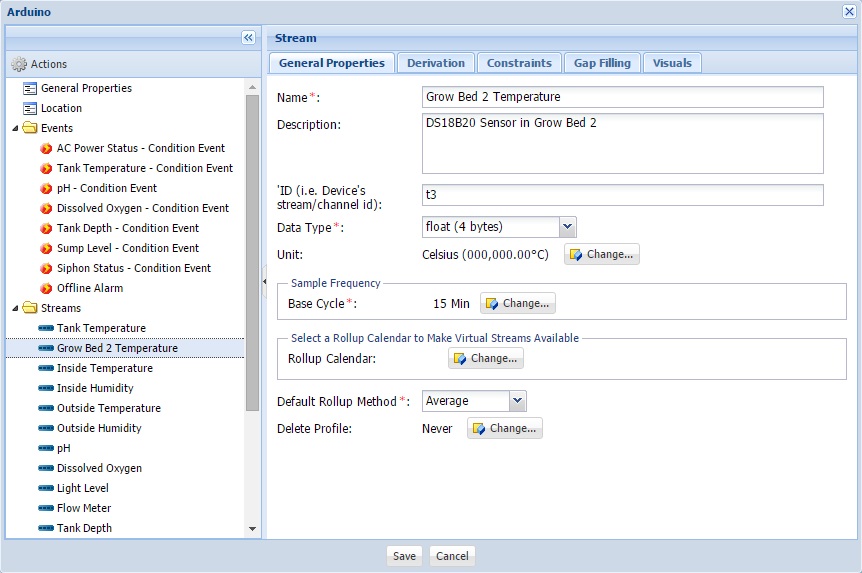 Arduino
Actions
General Properties
Location
Events
AC Power Status - Condition Event
Tank Temperature - Condition Event
pH - Condition Event
Dissolved Oxygen - Condition Event
Tank Depth - Condition Event
Sump Level - Condition Event
Siphon Status - Condition Event
Offline Alarm
Streams
Tank Temperature
Grow Bed 2 Temperature
Inside Temperature
Inside Humidity
Outside Temperature
Outside Humidity
pH
Dissolved Oxygen
Light Level
Flow Meter
Tank Depth
Stream
General Properties Derivation Constraints Gap Filling Visuals
Name*: Grow Bed 2 Temperature
Description: DS18B20 Sensor in Grow Bed 2
'ID (i.e. Device's
stream/channel id): t3
Data Type*: float (4 bytes)
Unit: Celsius (000,000.00°C) Change...
Sample Frequency
Base Cycle*: 15 Min Change...
Select a Rollup Calendar to Make Virtual Streams Available
Rollup Calendar: Change...
Default Rollup Method*: Average
Delete Profile: Never Change...
Save Cancel